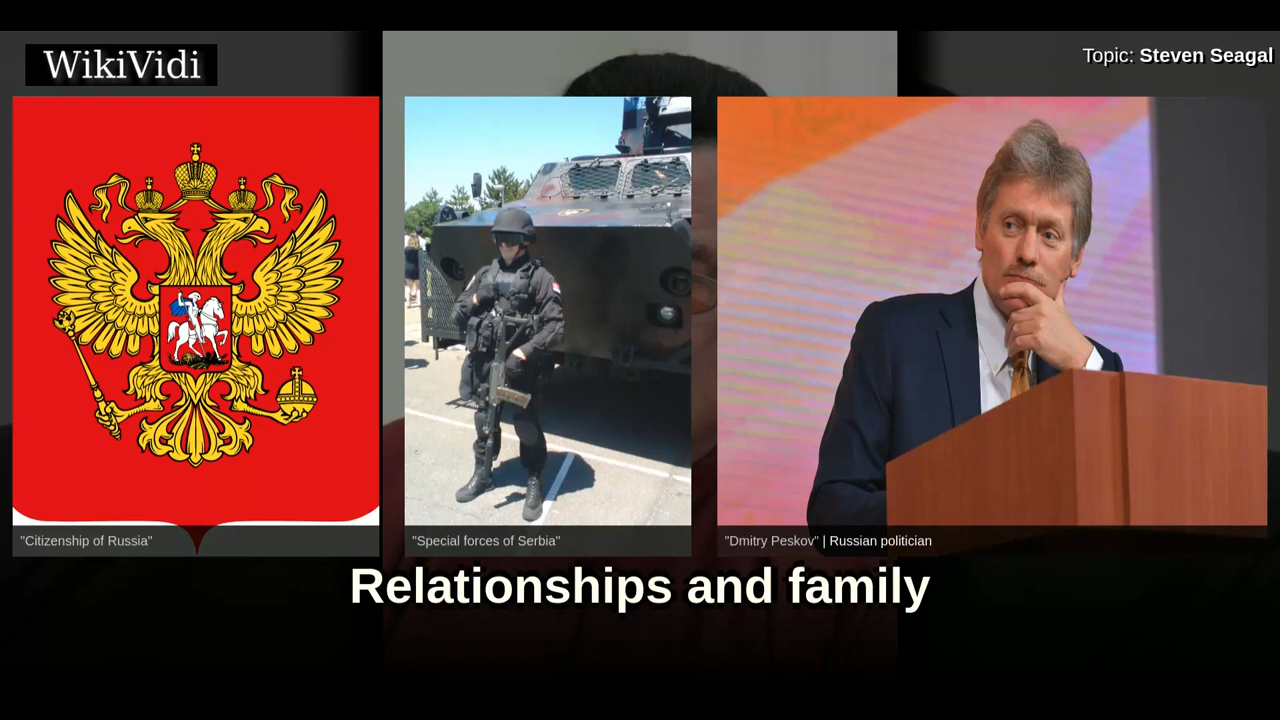 WikiVidi
Topic: Steven Seagal
"Citizenship of Russia"
"Special forces of Serbia"
"Dmitry Peskov" | Russian politician
Relationships and family